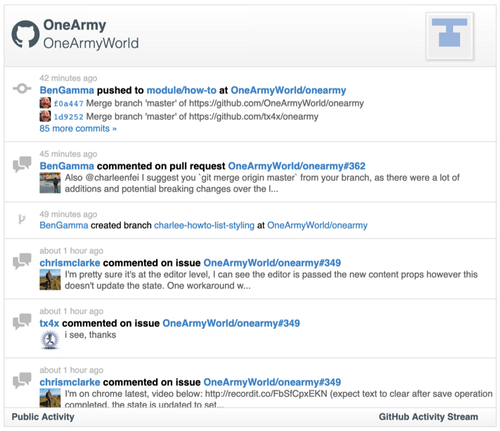 OneArmy
OneArmyWorld
42 minutes ago
BenGamma pushed to module/how-to at OneArmyWorld/onearmy
f0a447 Merge branch 'master' of https://github.com/OneArmyWorld/onearmy
1d9252 Merge branch 'master' of https://github.com/tx4x/onearmy
85 more commits »
45 minutes ago
BenGamma commented on pull request OneArmyWorld/onearmy#362
Also @charleenfei I suggest you `git merge origin master` from your branch, as there were a lot of
additions and potential breaking changes over the l...
49 minutes ago
BenGamma created branch charlee-howto-list-styling at OneArmyWorld/onearmy
about 1 hour ago
chrismclarke commented on issue OneArmyWorld/onearmy#349
I'm pretty sure it's at the editor level, I can see the editor is passed the new content props however this
doesn't update the state. One workaround w...
about 1 hour ago
tx4x commented on issue OneArmyWorld/onearmy#349
i see, thanks
about 1 hour ago
chrismclarke commented on issue OneArmyWorld/onearmy#349
I'm on chrome latest, video below: http://recordit.co/FbSfCpxEKN (expect text to clear after save operation
completed, the state is updated to set...
Public Activity
GitHub Activity Stream